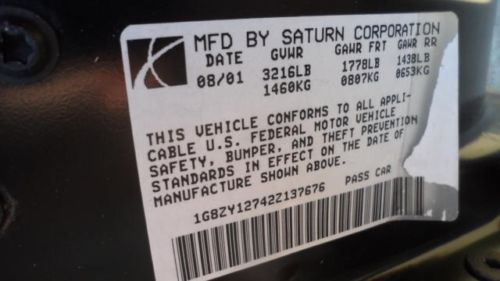 MFD BY SATURN CORPORATION
DATE GVWR GAWR FRT GAWR RR
08/01 3216LB 1778LB 1438LB
1460KG 0807KG 0653KG
THIS VEHICLE CONFORMS TO ALL APPLI-
CABLE U.S. FEDERAL MOTOR VEHICLE
SAFETY, BUMPER, AND THEFT PREVENTION
STANDARDS IN EFFECT ON THE DATE OF
MANUFACTURE SHOWN ABOVE.
1G8ZY12742Z137676 PASS CAR